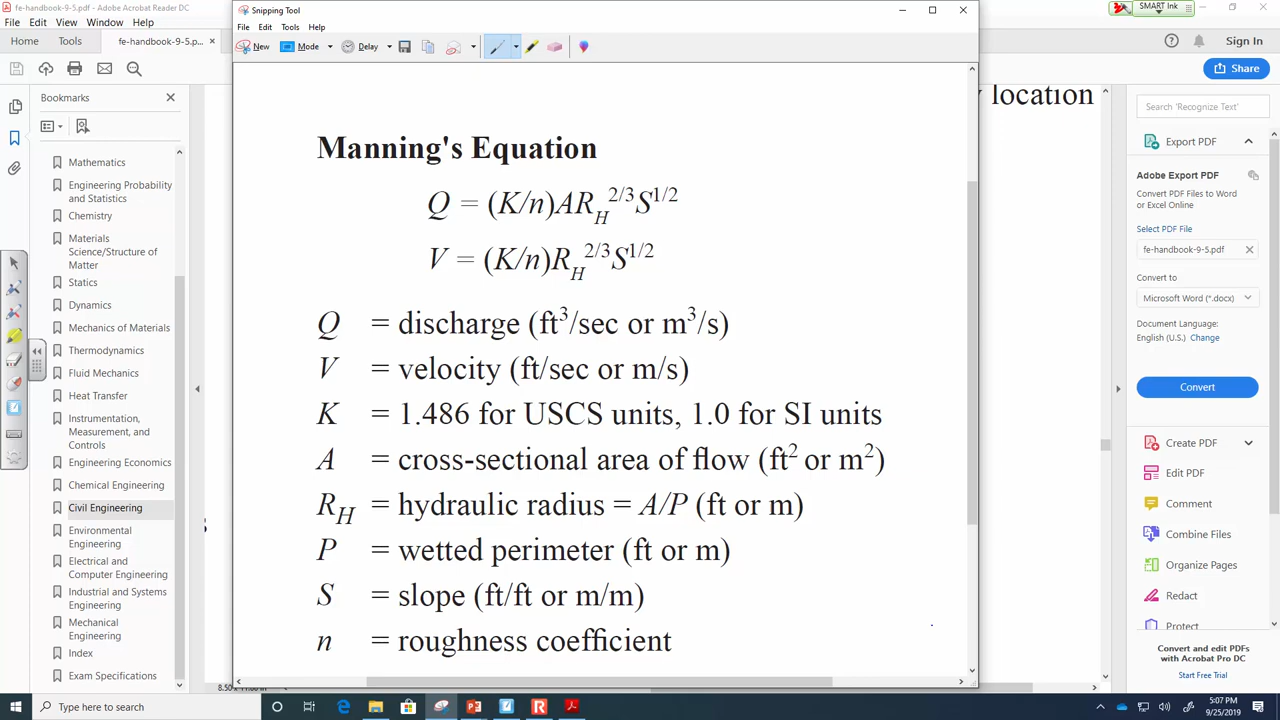 fe-handbook-9-5.pdf - Adobe Acrobat Reader DC
File Edit View Window
Home Tools fe-handbook-9-5.p... ×
Bookmarks
Mathematics
Engineering Probability
and Statistics
Chemistry
Materials
Science/Structure of
Matter
Statics
Dynamics
Mechanics of Materials
Thermodynamics
Fluid Mechanics
Heat Transfer
Instrumentation,
Measurement, and
Controls
Engineering Economics
Chemical Engineering
Civil Engineering
Environmental
Engineering
Electrical and
Computer Engineering
Industrial and Systems
Engineering
Mechanical
Engineering
Index
Exam Specifications
Snipping Tool
File Edit Tools Help
New Mode Delay
Manning's Equation
Q = (K/n)AR_H^2/3 S^1/2
V = (K/n)R_H^2/3 S^1/2
Q = discharge (ft³/sec or m³/s)
V = velocity (ft/sec or m/s)
K = 1.486 for USCS units, 1.0 for SI units
A = cross-sectional area of flow (ft² or m²)
R_H = hydraulic radius = A/P (ft or m)
P = wetted perimeter (ft or m)
S = slope (ft/ft or m/m)
n = roughness coefficient
location
SMART Ink
Sign In
Share
Search 'Recognize Text'
Export PDF
Adobe Export PDF
Convert PDF Files to Word
or Excel Online
Select PDF File
fe-handbook-9-5.pdf ×
Convert to
Microsoft Word (*.docx)
Document Language:
English (U.S.) Change
Convert
Create PDF
Edit PDF
Comment
Combine Files
Organize Pages
Redact
Protect
Convert and edit PDFs
with Acrobat Pro DC
Start Free Trial
Type here to search
5:07 PM
9/25/2019